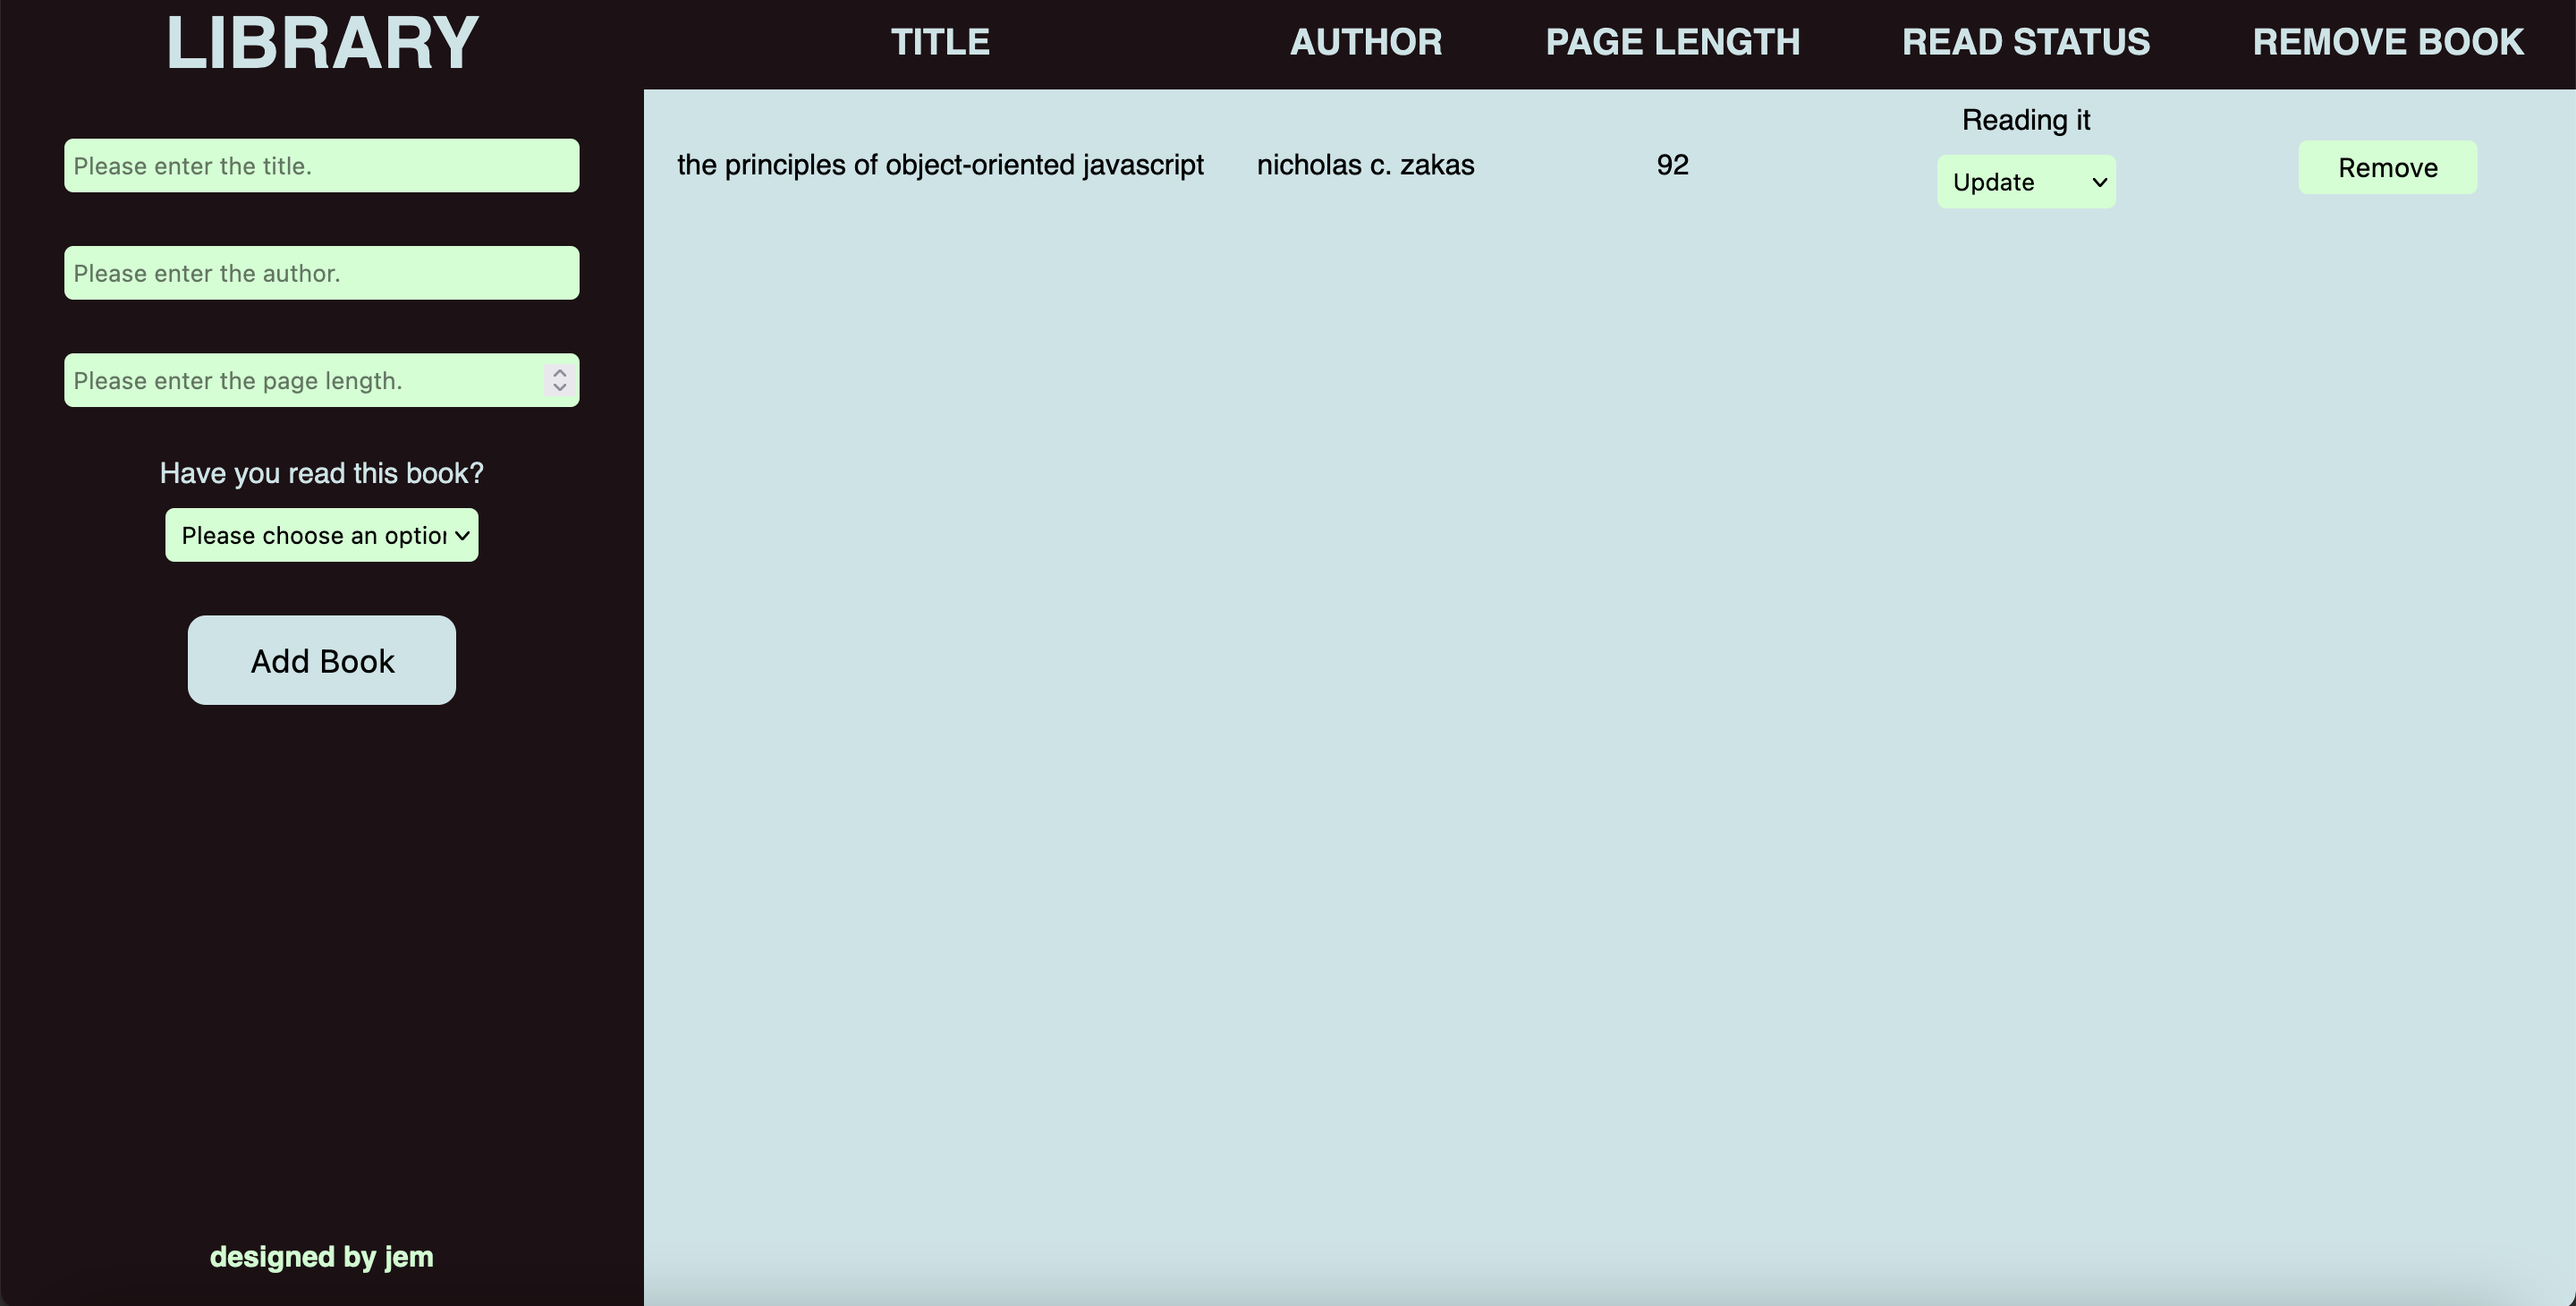 LIBRARY
TITLE AUTHOR PAGE LENGTH READ STATUS REMOVE BOOK
Please enter the title.
Please enter the author.
Please enter the page length.
Have you read this book?
Please choose an option
Add Book
designed by jem
the principles of object-oriented javascript nicholas c. zakas 92
Reading it
Update
Remove